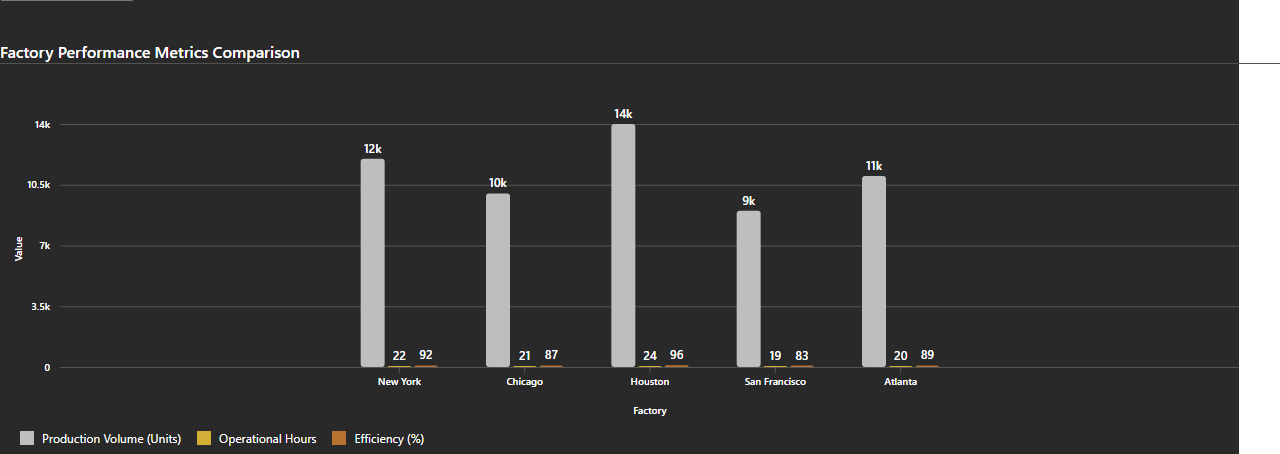 Factory Performance Metrics Comparison
14k
10.5k
7k
3.5k
0
Value
12k
22
92
10k
21
87
14k
24
96
9k
19
83
11k
20
89
New York
Chicago
Houston
San Francisco
Atlanta
Factory
Production Volume (Units)
Operational Hours
Efficiency (%)